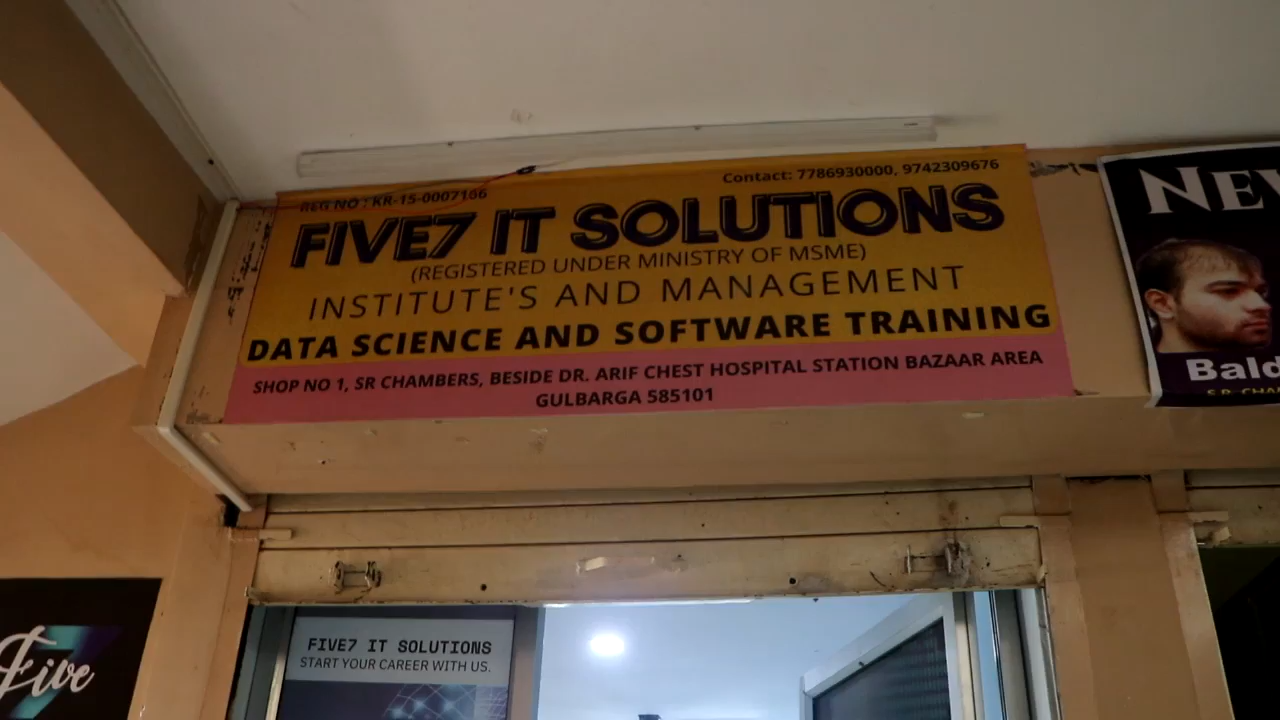 REG NO : KR-15-0007166
Contact: 7786930000, 9742309676
FIVE7 IT SOLUTIONS
(REGISTERED UNDER MINISTRY OF MSME)
INSTITUTE'S AND MANAGEMENT
DATA SCIENCE AND SOFTWARE TRAINING
SHOP NO 1, SR CHAMBERS, BESIDE DR. ARIF CHEST HOSPITAL STATION BAZAAR AREA
GULBARGA 585101
NEW
Bald
FIVE7 IT SOLUTIONS
START YOUR CAREER WITH US.
Five